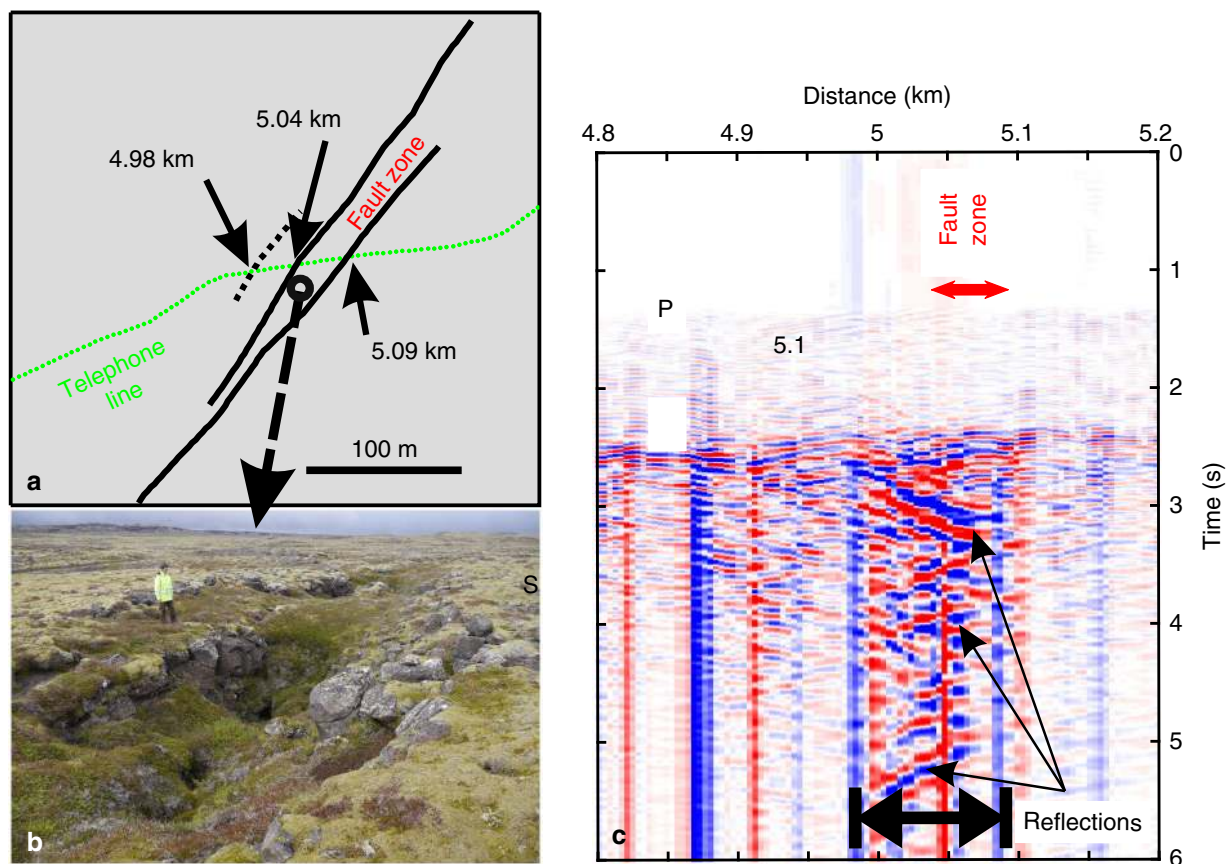 5.04 km
4.98 km
Fault zone
5.09 km
Telephone
line
100 m
a
S
b
Distance (km)
4.8 4.9 5 5.1 5.2
0
Fault
zone
1
P
5.1
2
3
Time (s)
4
5
Reflections
c
6